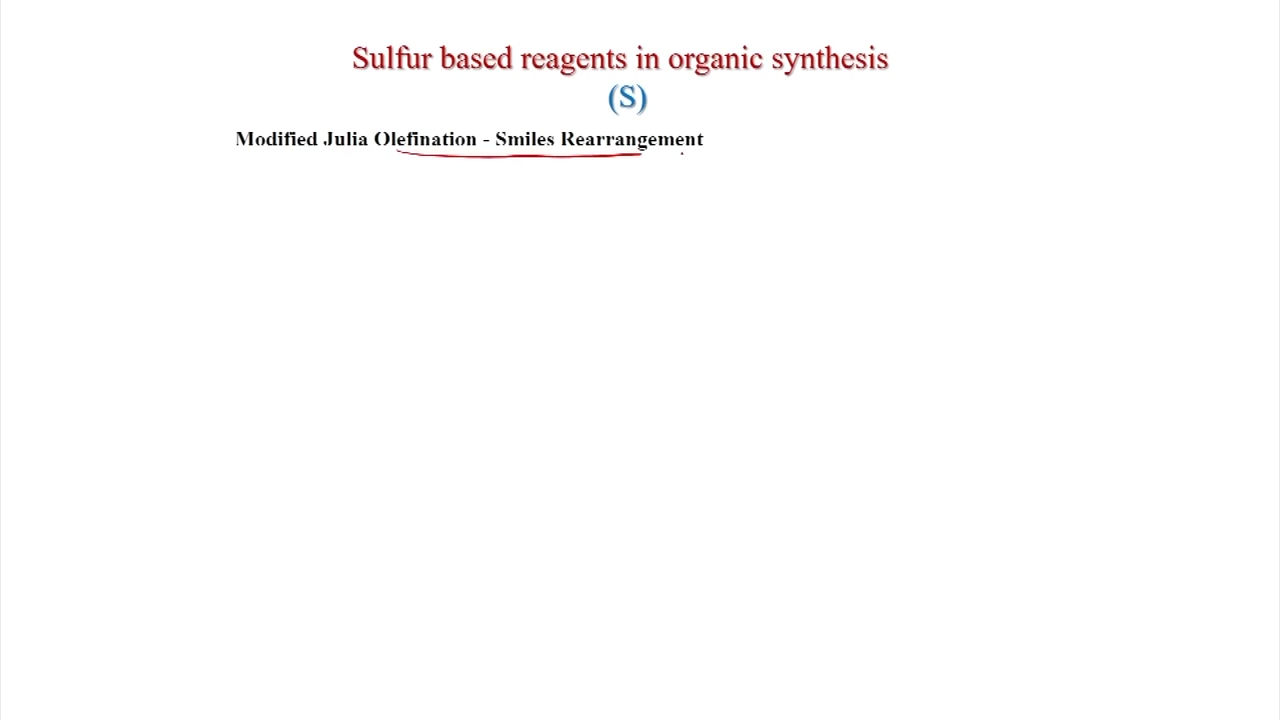 Sulfur based reagents in organic synthesis
(S)
Modified Julia Olefination - Smiles Rearrangement